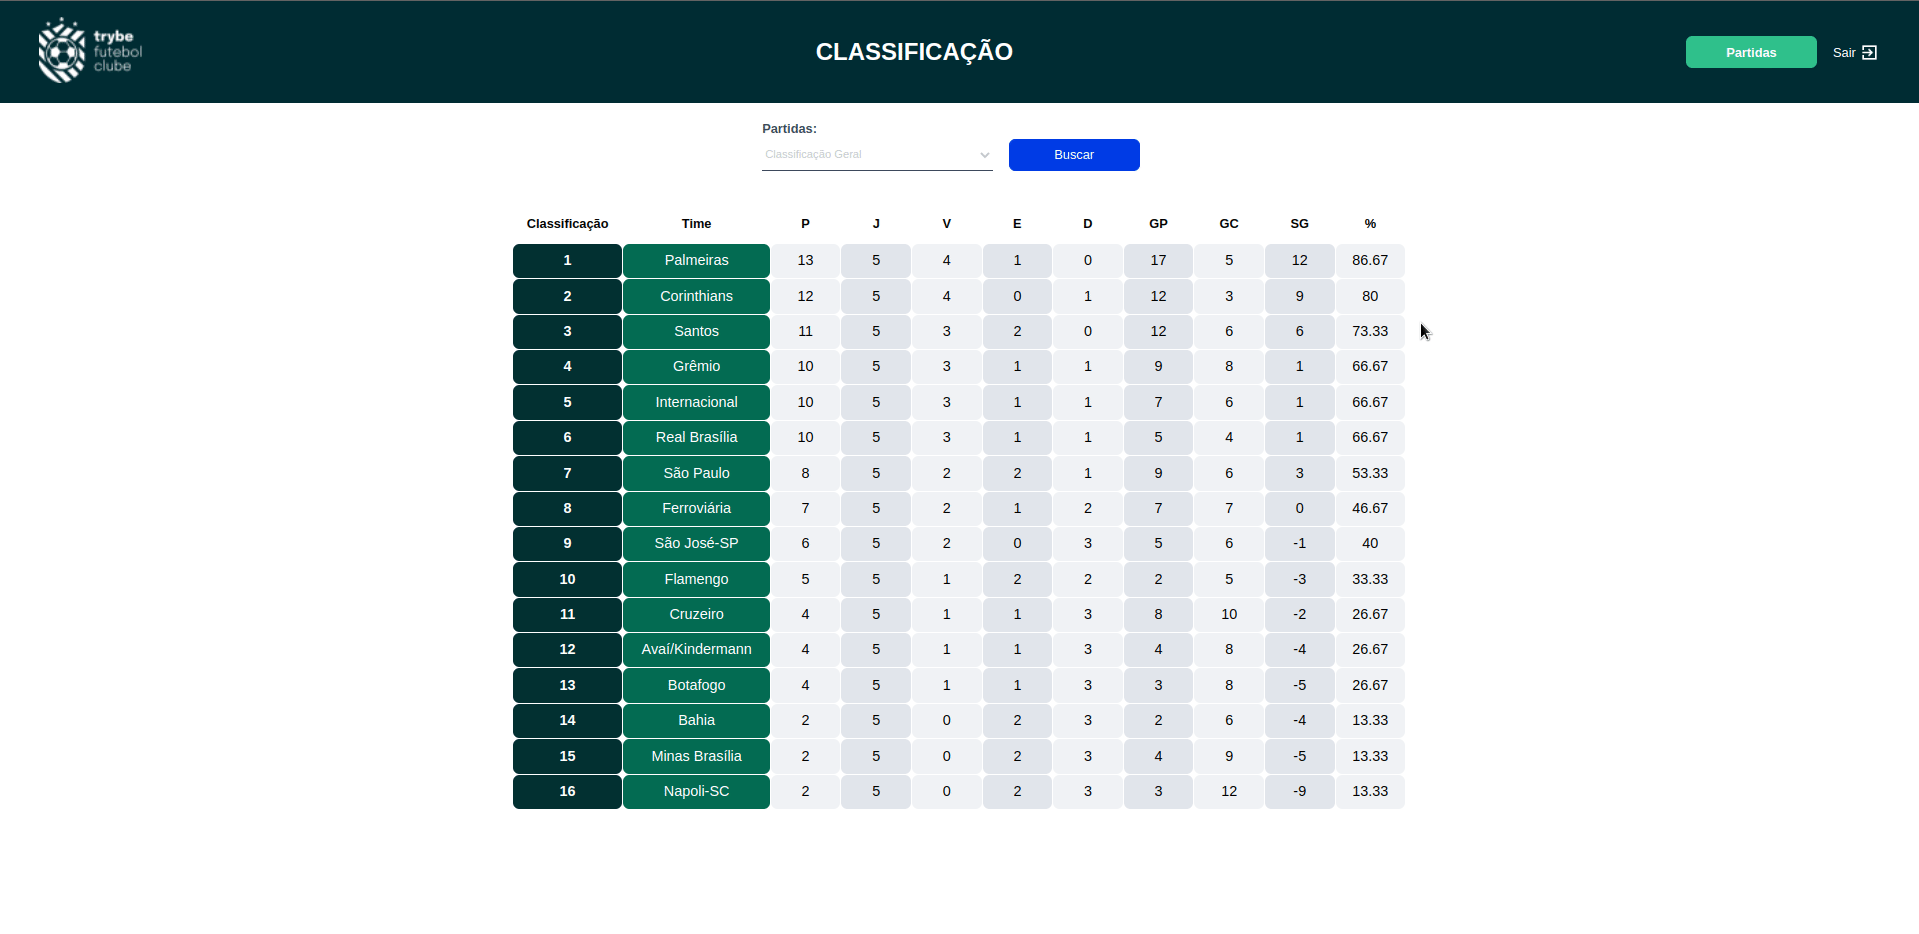 trybe
futebol
clube
CLASSIFICAÇÃO
Partidas
Sair
Partidas:
Classificação Geral
Buscar
Classificação Time P J V E D GP GC SG %
1 Palmeiras 13 5 4 1 0 17 5 12 86.67
2 Corinthians 12 5 4 0 1 12 3 9 80
3 Santos 11 5 3 2 0 12 6 6 73.33
4 Grêmio 10 5 3 1 1 9 8 1 66.67
5 Internacional 10 5 3 1 1 7 6 1 66.67
6 Real Brasília 10 5 3 1 1 5 4 1 66.67
7 São Paulo 8 5 2 2 1 9 6 3 53.33
8 Ferroviária 7 5 2 1 2 7 7 0 46.67
9 São José-SP 6 5 2 0 3 5 6 -1 40
10 Flamengo 5 5 1 2 2 2 5 -3 33.33
11 Cruzeiro 4 5 1 1 3 8 10 -2 26.67
12 Avaí/Kindermann 4 5 1 1 3 4 8 -4 26.67
13 Botafogo 4 5 1 1 3 3 8 -5 26.67
14 Bahia 2 5 0 2 3 2 6 -4 13.33
15 Minas Brasília 2 5 0 2 3 4 9 -5 13.33
16 Napoli-SC 2 5 0 2 3 3 12 -9 13.33